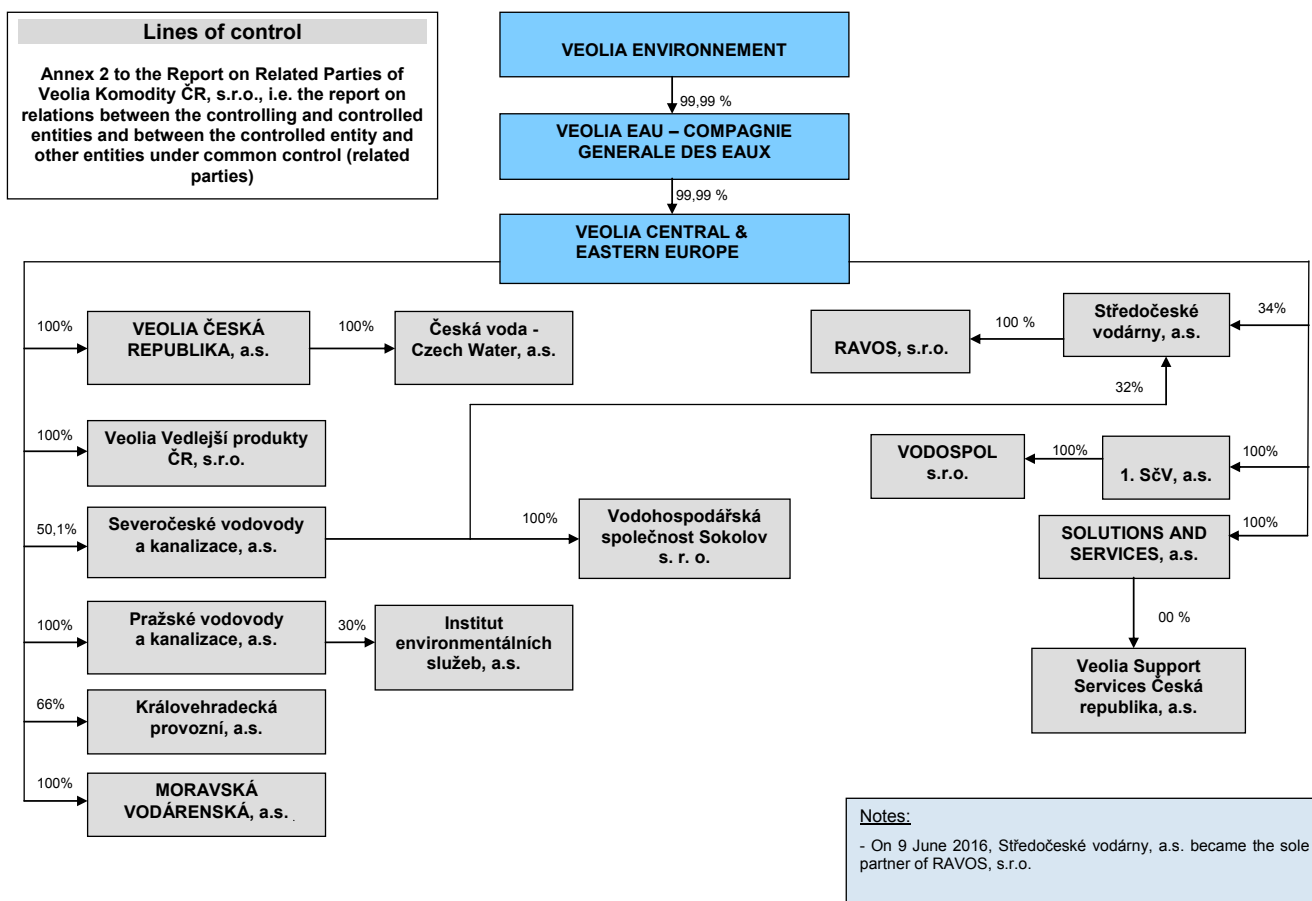 Lines of control
Annex 2 to the Report on Related Parties of
Veolia Komodity ČR, s.r.o., i.e. the report on
relations between the controlling and controlled
entities and between the controlled entity and
other entities under common control (related
parties)
VEOLIA ENVIRONNEMENT
99,99 %
VEOLIA EAU – COMPAGNIE
GENERALE DES EAUX
99,99 %
VEOLIA CENTRAL &
EASTERN EUROPE
100%
VEOLIA ČESKÁ
REPUBLIKA, a.s.
100%
Česká voda -
Czech Water, a.s.
100%
Veolia Vedlejší produkty
ČR, s.r.o.
50,1%
Severočeské vodovody
a kanalizace, a.s.
100%
Vodohospodářská
společnost Sokolov
s. r. o.
100%
Pražské vodovody
a kanalizace, a.s.
30%
Institut
environmentálních
služeb, a.s.
66%
Královehradecká
provozní, a.s.
100%
MORAVSKÁ
VODÁRENSKÁ, a.s.
34%
Středočeské
vodárny, a.s.
100 %
RAVOS, s.r.o.
32%
100%
1. SčV, a.s.
100%
VODOSPOL
s.r.o.
100%
SOLUTIONS AND
SERVICES, a.s.
00 %
Veolia Support
Services Česká
republika, a.s.
Notes:
- On 9 June 2016, Středočeské vodárny, a.s. became the sole
partner of RAVOS, s.r.o.